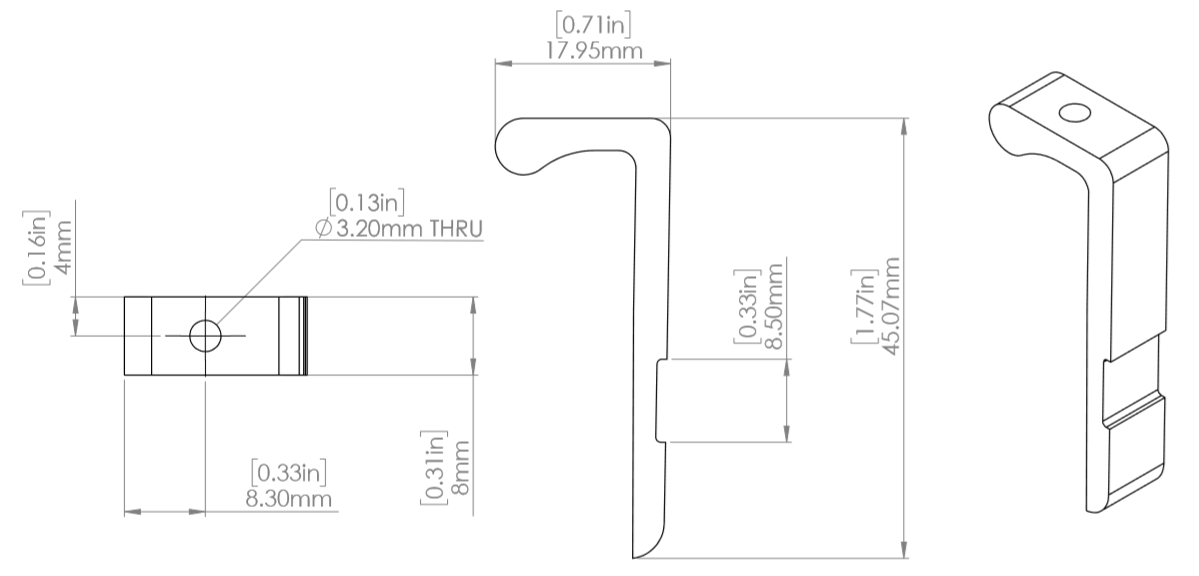 [0.71in]
17.95mm
[0.13in]
⌀3.20mm THRU
[0.16in]
4mm
[0.33in]
8.50mm
[1.77in]
45.07mm
[0.33in]
8.30mm
[0.31in]
8mm